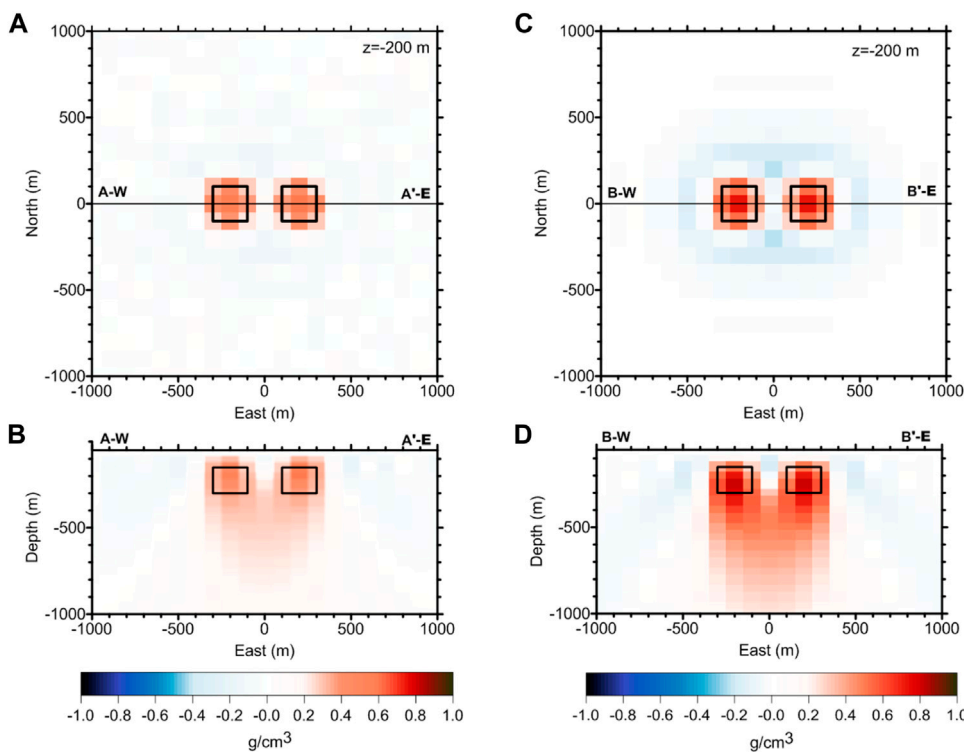 A
1000
z=-200 m
500
A-W
A'-E
0
North (m)
-500
-1000
-1000 -500 0 500 1000
East (m)
B
A-W
A'-E
Depth (m)
-500
-1000
-1000 -500 0 500 1000
East (m)
-1.0 -0.8 -0.6 -0.4 -0.2 -0.0 0.2 0.4 0.6 0.8 1.0
g/cm³
C
1000
z=-200 m
500
B-W
B'-E
0
North (m)
-500
-1000
-1000 -500 0 500 1000
East (m)
D
B-W
B'-E
Depth (m)
-500
-1000
-1000 -500 0 500 1000
East (m)
-1.0 -0.8 -0.6 -0.4 -0.2 -0.0 0.2 0.4 0.6 0.8 1.0
g/cm³